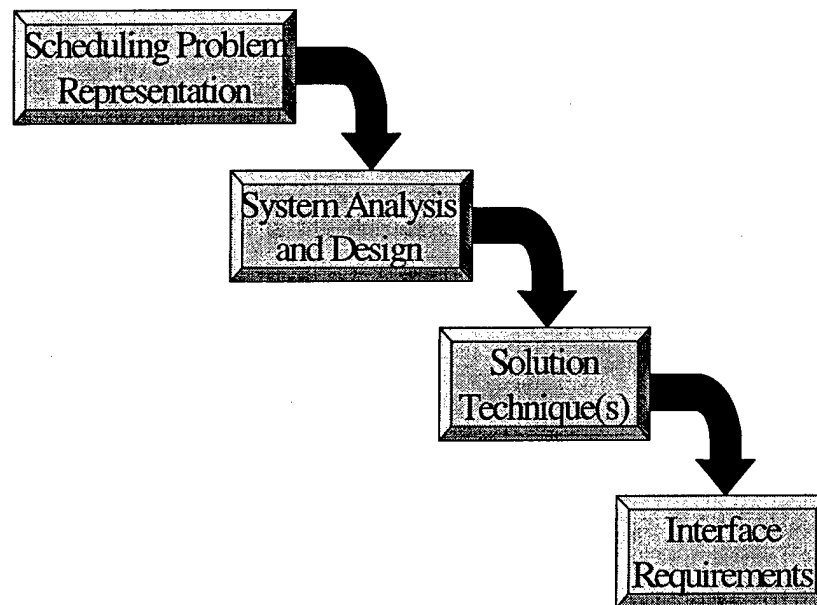 Scheduling Problem
Representation
System Analysis
and Design
Solution
Technique(s)
Interface
Requirements